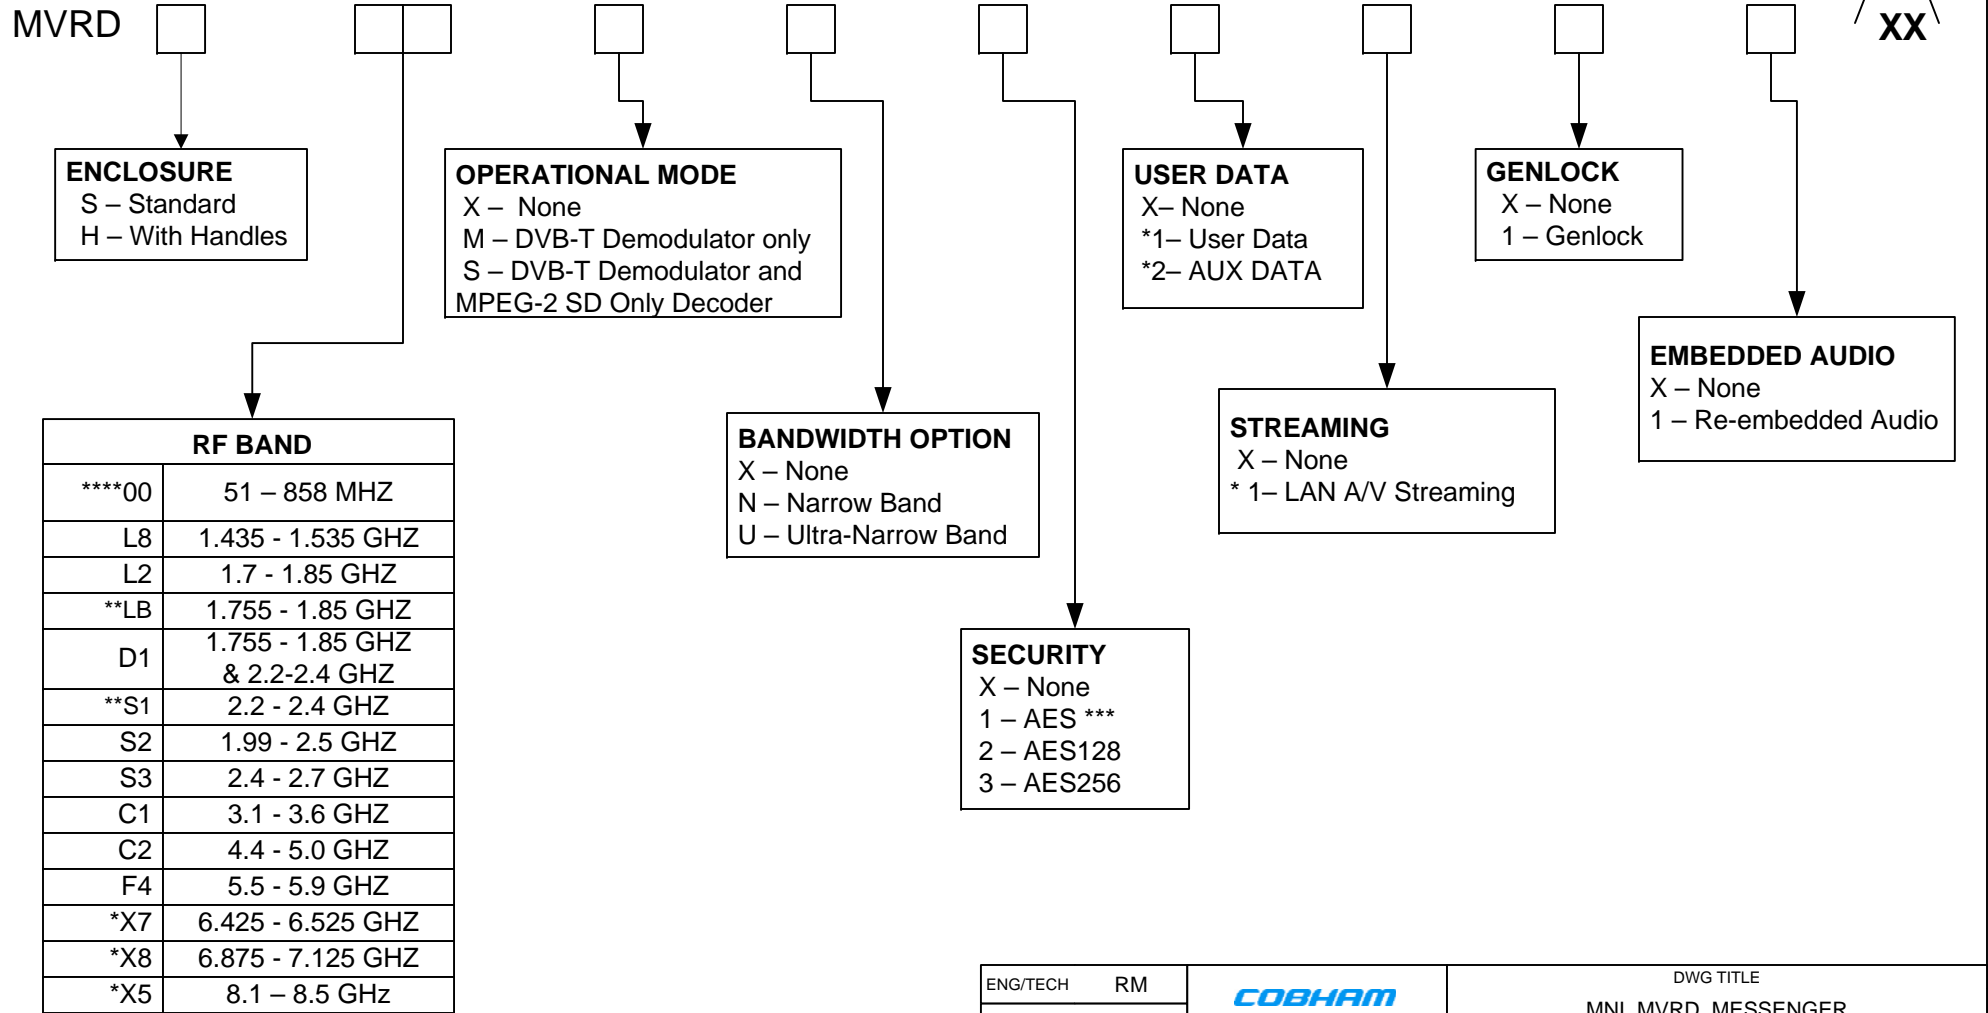 MVRD
XX
ENCLOSURE
S – Standard
H – With Handles
OPERATIONAL MODE
X – None
M – DVB-T Demodulator only
S – DVB-T Demodulator and
MPEG-2 SD Only Decoder
USER DATA
X– None
*1– User Data
*2– AUX DATA
GENLOCK
X – None
1 – Genlock
EMBEDDED AUDIO
X – None
1 – Re-embedded Audio
BANDWIDTH OPTION
X – None
N – Narrow Band
U – Ultra-Narrow Band
STREAMING
X – None
* 1– LAN A/V Streaming
SECURITY
X – None
1 – AES ***
2 – AES128
3 – AES256
RF BAND
****00 51 – 858 MHZ
L8 1.435 - 1.535 GHZ
L2 1.7 - 1.85 GHZ
**LB 1.755 - 1.85 GHZ
D1 1.755 - 1.85 GHZ
& 2.2-2.4 GHZ
**S1 2.2 - 2.4 GHZ
S2 1.99 - 2.5 GHZ
S3 2.4 - 2.7 GHZ
C1 3.1 - 3.6 GHZ
C2 4.4 - 5.0 GHZ
F4 5.5 - 5.9 GHZ
*X7 6.425 - 6.525 GHZ
*X8 6.875 - 7.125 GHZ
*X5 8.1 – 8.5 GHz
ENG/TECH RM
COBHAM
DWG TITLE
MNL MVRD, MESSENGER